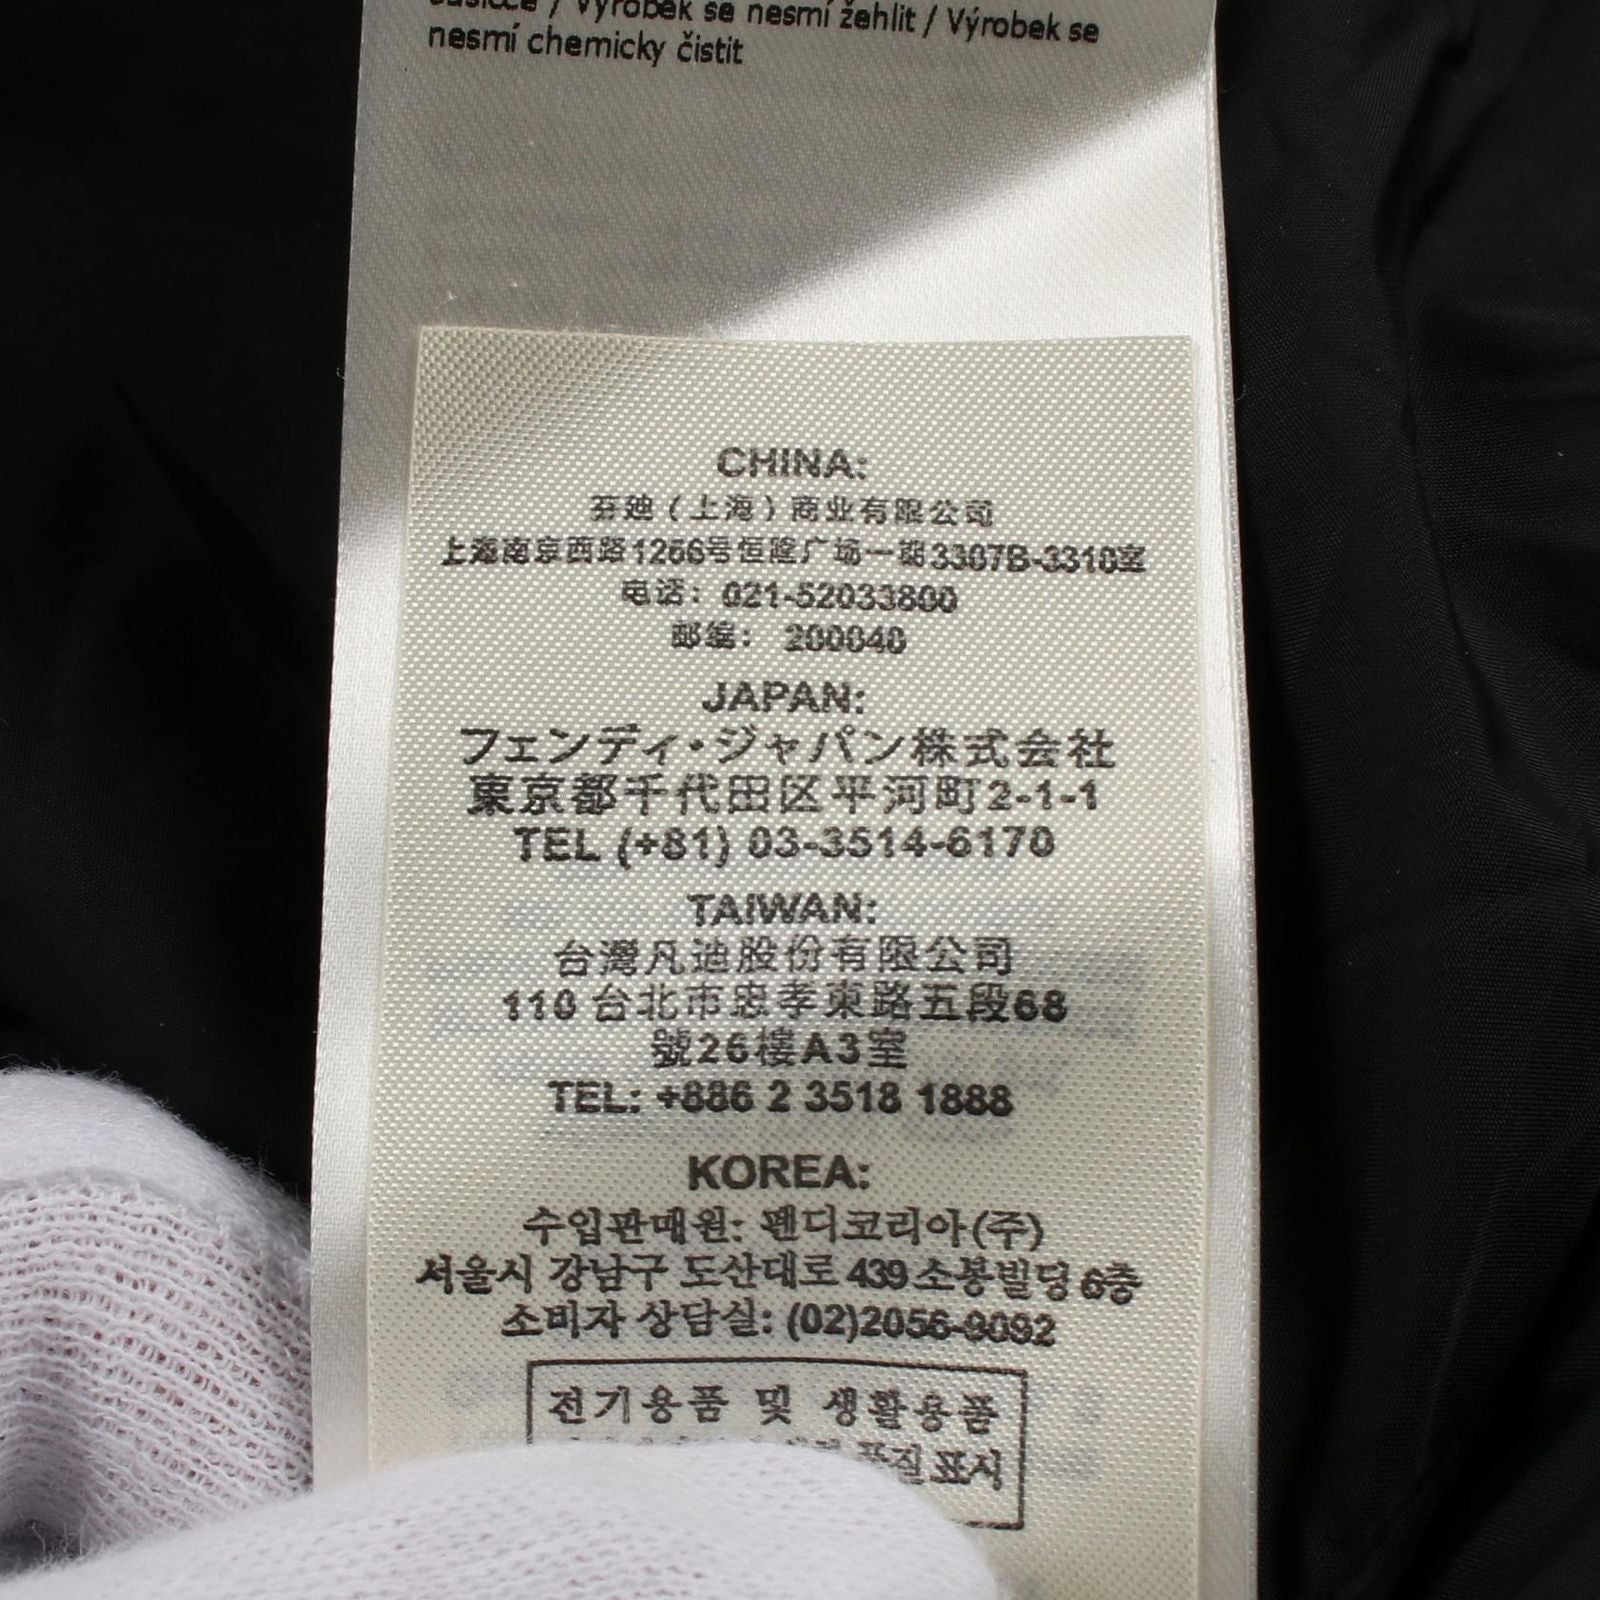 / Výrobek se nesmí žehlit / Výrobek se
nesmí chemicky čistit
CHINA:
芬迪（上海）商业有限公司
上海南京西路1266号恒隆广场一期3307B-3310室
电话：021-52033800
邮编： 200040
JAPAN:
フェンディ・ジャパン株式会社
東京都千代田区平河町2-1-1
TEL (+81) 03-3514-6170
TAIWAN:
台灣凡迪股份有限公司
110 台北市忠孝東路五段68
號26樓A3室
TEL: +886 2 3518 1888
KOREA:
수입판매원: 펜디코리아(주)
서울시 강남구 도산대로 439 소봉빌딩 6층
소비자 상담실: (02)2056-9092
전기용품 및 생활용품
품질 표시